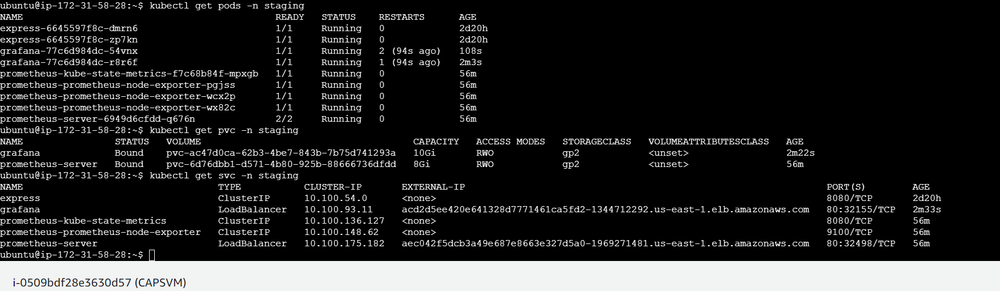 ubuntu@ip-172-31-58-28:~$ kubectl get pods -n staging
NAME READY STATUS RESTARTS AGE
express-6645597f8c-dmrn6 1/1 Running 0 2d20h
express-6645597f8c-zp7kn 1/1 Running 0 2d20h
grafana-77c6d984dc-54vnx 1/1 Running 2 (94s ago) 108s
grafana-77c6d984dc-r8r6f 1/1 Running 1 (94s ago) 2m3s
prometheus-kube-state-metrics-f7c68b84f-mpxgb 1/1 Running 0 56m
prometheus-prometheus-node-exporter-pgjss 1/1 Running 0 56m
prometheus-prometheus-node-exporter-wcx2p 1/1 Running 0 56m
prometheus-prometheus-node-exporter-wx82c 1/1 Running 0 56m
prometheus-server-6949d6cfdd-q676n 2/2 Running 0 56m
ubuntu@ip-172-31-58-28:~$ kubectl get pvc -n staging
NAME STATUS VOLUME CAPACITY ACCESS MODES STORAGECLASS VOLUMEATTRIBUTESCLASS AGE
grafana Bound pvc-ac47d0ca-62b3-4be7-843b-7b75d741293a 10Gi RWO gp2 <unset> 2m22s
prometheus-server Bound pvc-6d76dbb1-d571-4b80-925b-88666736dfdd 8Gi RWO gp2 <unset> 56m
ubuntu@ip-172-31-58-28:~$ kubectl get svc -n staging
NAME TYPE CLUSTER-IP EXTERNAL-IP PORT(S) AGE
express ClusterIP 10.100.54.0 <none> 8080/TCP 2d20h
grafana LoadBalancer 10.100.93.11 acd2d5ee420e641328d7771461ca5fd2-1344712292.us-east-1.elb.amazonaws.com 80:32155/TCP 2m33s
prometheus-kube-state-metrics ClusterIP 10.100.136.127 <none> 8080/TCP 56m
prometheus-prometheus-node-exporter ClusterIP 10.100.148.62 <none> 9100/TCP 56m
prometheus-server LoadBalancer 10.100.175.182 aec042f5dcb3a49e687e8663e327d5a0-1969271481.us-east-1.elb.amazonaws.com 80:32498/TCP 56m
ubuntu@ip-172-31-58-28:~$
i-0509bdf28e3630d57 (CAPSVM)